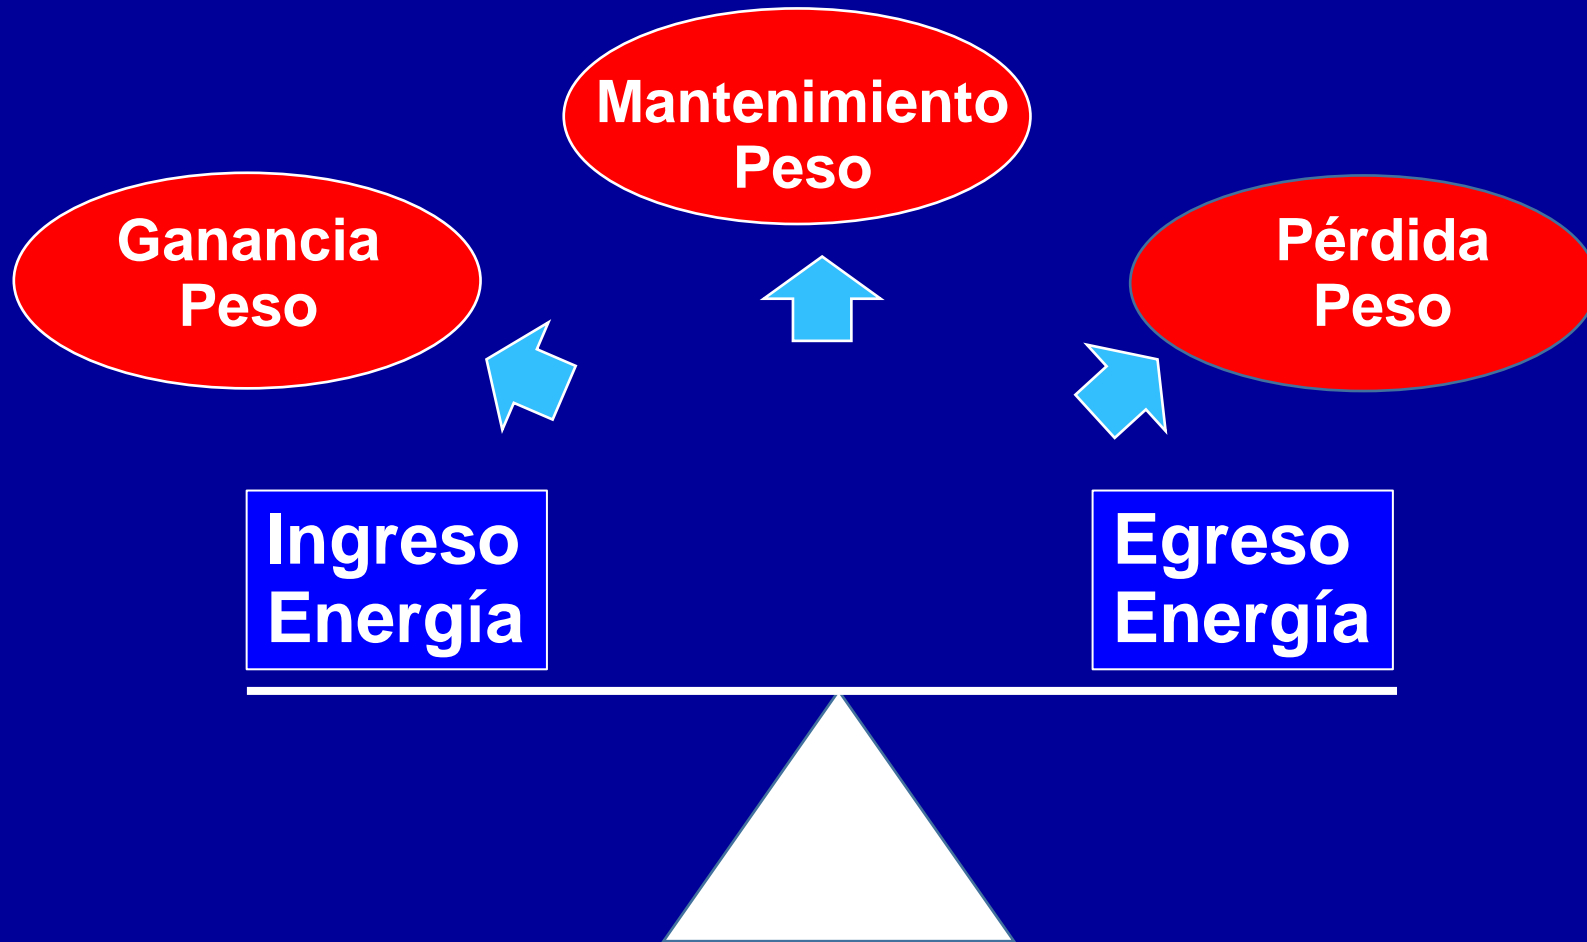 Mantenimiento
Peso
Ganancia
Peso
Pérdida
Peso
Ingreso
Energía
Egreso
Energía